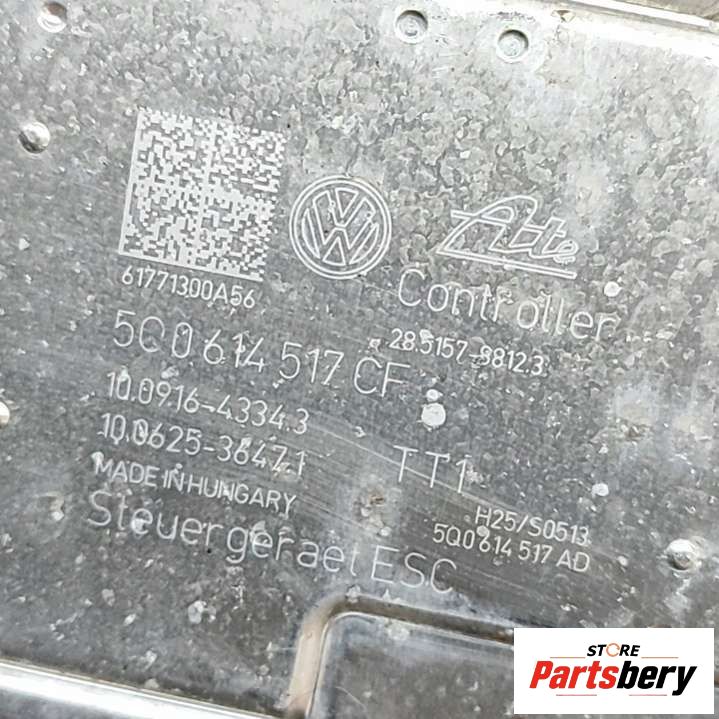 VW
Ate
61771300A56
Controller
28.5157-9812.3
5Q0 614 517 CF
10.0916-4334.3
10.0625-3647.1
TT1
MADE IN HUNGARY
H25/S0513
5Q0 614 517 AD
Steuergeraet ESC
STORE
Partsbery